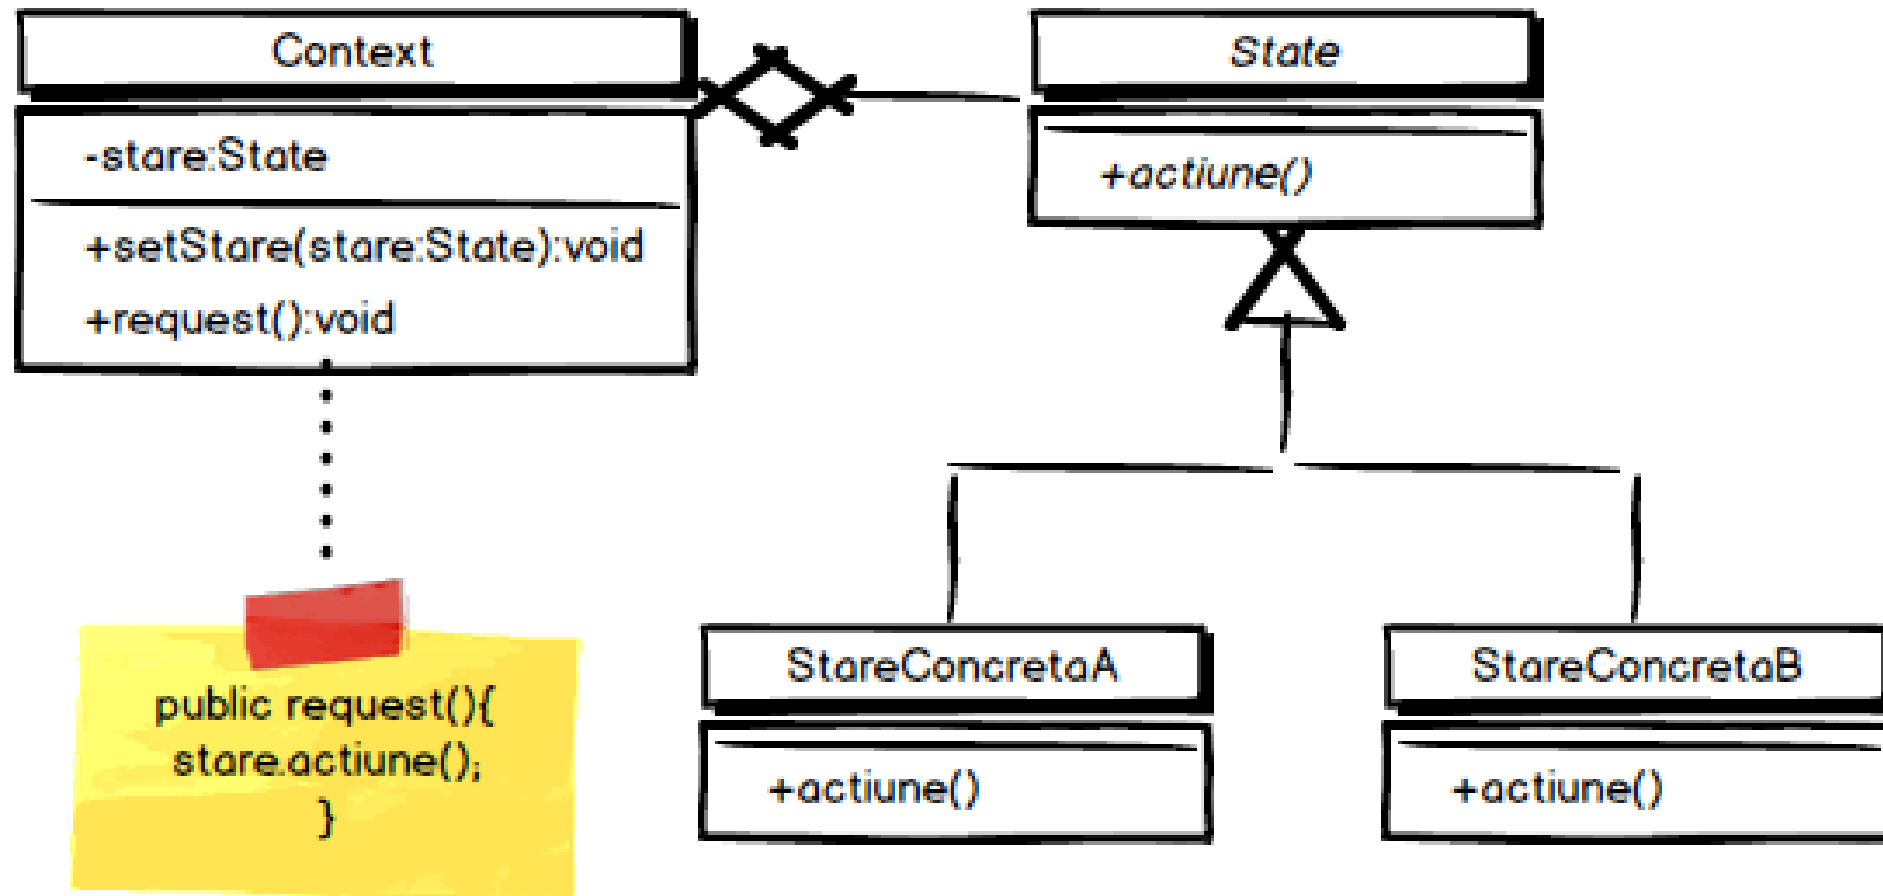 Context
-stare:State
+setStare(stare:State):void
+request():void
State
+actiune()
public request(){
stare.actiune();
}
StareConcretaA
+actiune()
StareConcretaB
+actiune()